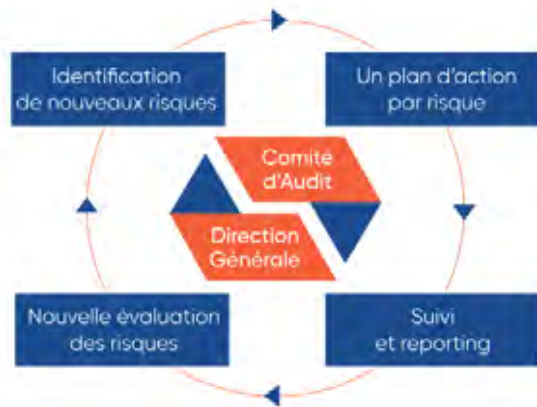 Identification
de nouveaux risques
Un plan d'action
par risque
Comité
d'Audit
Direction
Générale
Nouvelle évaluation
des risques
Suivi
et reporting